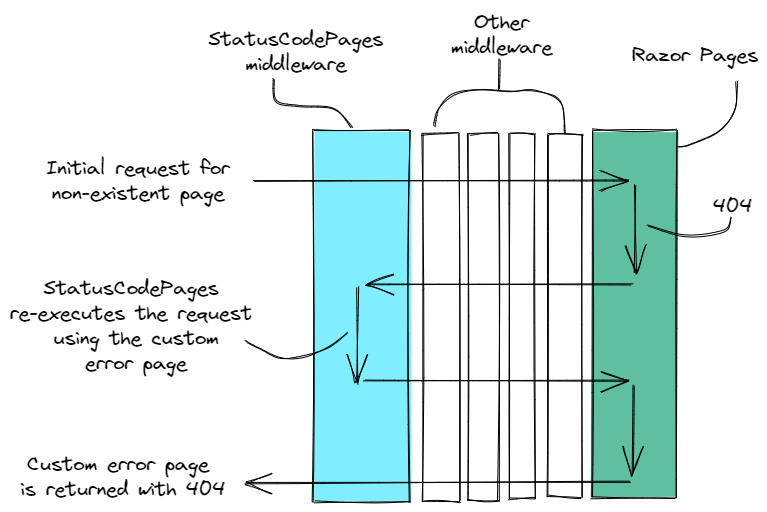 StatusCodePages
middleware
Other
middleware
Razor Pages
Initial request for
non-existent page
404
StatusCodePages
re-executes the request
using the custom
error page
Custom error page
is returned with 404